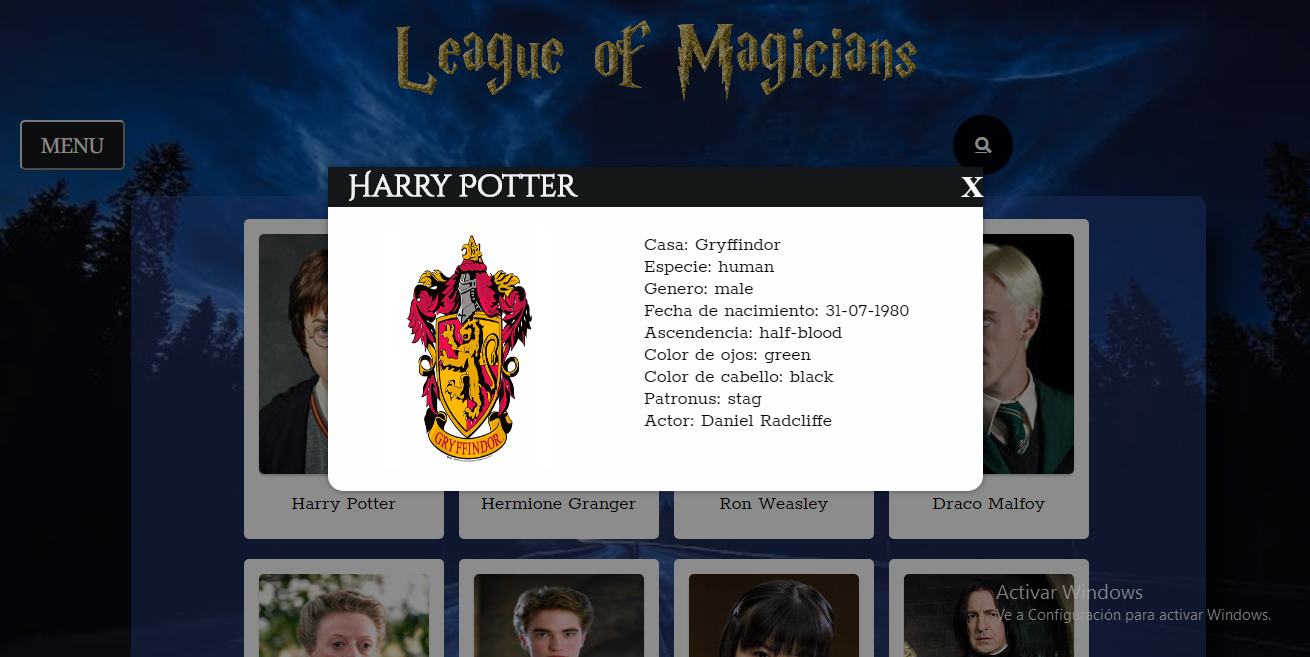 League of Magicians
MENU
Harry Potter
X
Casa: Gryffindor
Especie: human
Genero: male
Fecha de nacimiento: 31-07-1980
Ascendencia: half-blood
Color de ojos: green
Color de cabello: black
Patronus: stag
Actor: Daniel Radcliffe
GRYFFINDOR
Harry Potter
Hermione Granger
Ron Weasley
Draco Malfoy
Activar Windows
Ve a Configuración para activar Windows.